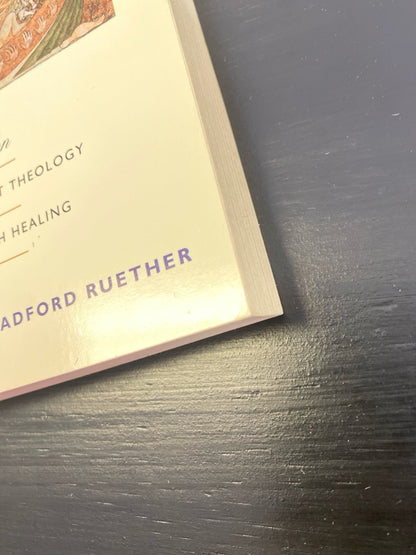 n
T THEOLOGY
H HEALING
ADFORD RUETHER